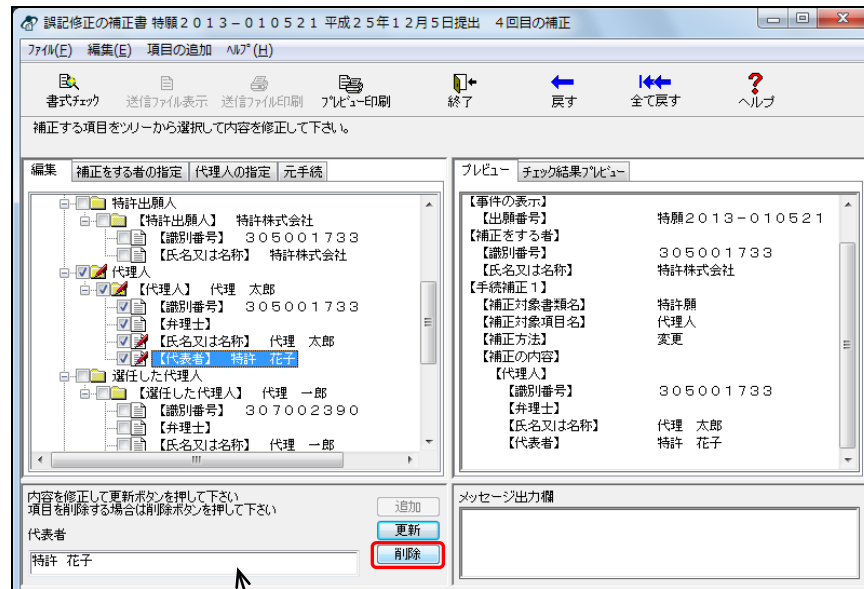 誤記修正の補正書 特願２０１３－０１０５２１ 平成２５年１２月５日提出　４回目の補正
ﾌｧｲﾙ(F) 編集(E) 項目の追加 ﾍﾙﾌﾟ(H)
書式ﾁｪｯｸ 送信ﾌｧｲﾙ表示 送信ﾌｧｲﾙ印刷 ﾌﾟﾚﾋﾞｭｰ印刷 終了 戻す 全て戻す ヘルプ
補正する項目をツリーから選択して内容を修正して下さい。
編集 補正をする者の指定 代理人の指定 元手続
特許出願人
【特許出願人】　特許株式会社
【識別番号】　３０５００１７３３
【氏名又は名称】　特許株式会社
代理人
【代理人】　代理　太郎
【識別番号】　３０５００１７３３
【弁理士】
【氏名又は名称】　代理　太郎
【代表者】　特許　花子
選任した代理人
【選任した代理人】　代理　一郎
【識別番号】　３０７００２３９０
【弁理士】
【氏名又は名称】　代理　一郎
プレビュー ﾁｪｯｸ結果ﾌﾟﾚﾋﾞｭｰ
【事件の表示】
【出願番号】　特願２０１３－０１０５２１
【補正をする者】
【識別番号】　３０５００１７３３
【氏名又は名称】　特許株式会社
【手続補正１】
【補正対象書類名】　特許願
【補正対象項目名】　代理人
【補正方法】　変更
【補正の内容】
【代理人】
【識別番号】　３０５００１７３３
【弁理士】
【氏名又は名称】　代理　太郎
【代表者】　特許　花子
内容を修正して更新ボタンを押して下さい
項目を削除する場合は削除ボタンを押して下さい
追加
更新
代表者
削除
特許　花子
メッセージ出力欄